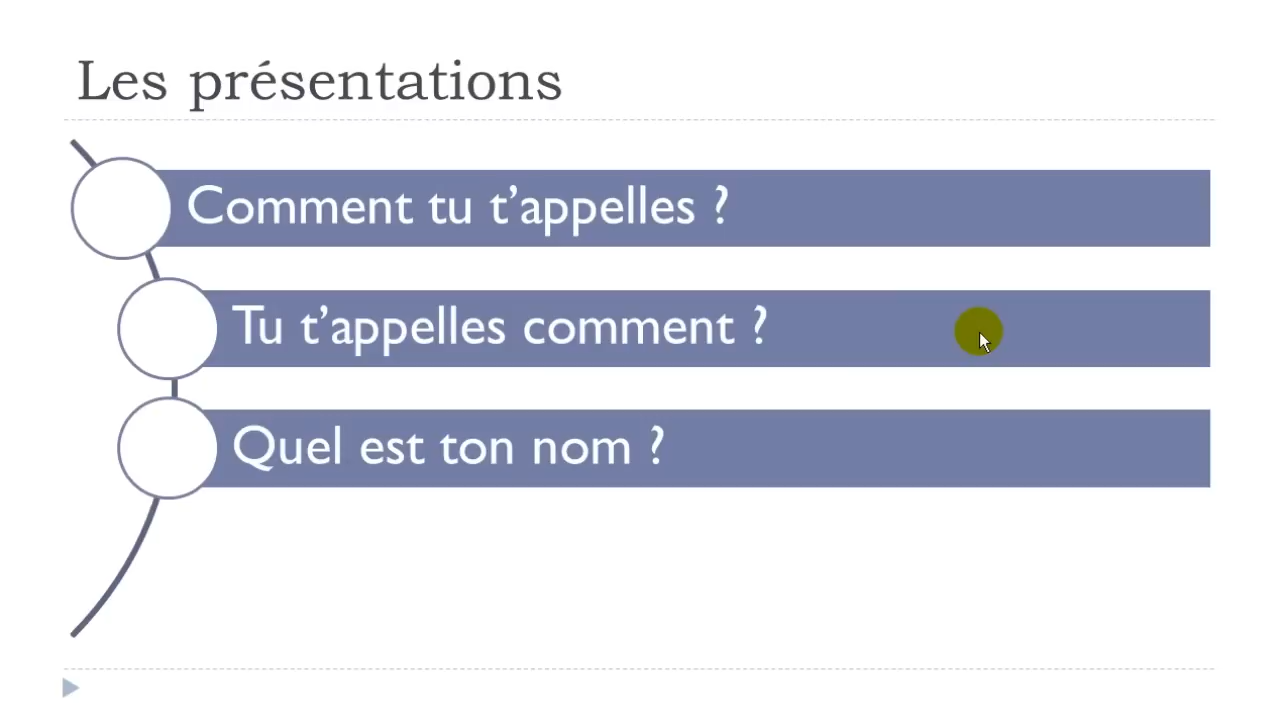 Les présentations
Comment tu t’appelles ?
Tu t’appelles comment ?
Quel est ton nom ?